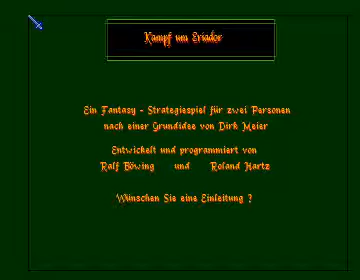 Kampf um Eriador
Ein Fantasy - Strategiespiel für zwei Personen
nach einer Grundidee von Dirk Meier
Entwickelt und programmiert von
Ralf Böwing und Roland Hartz
Wünschen Sie eine Einleitung ?